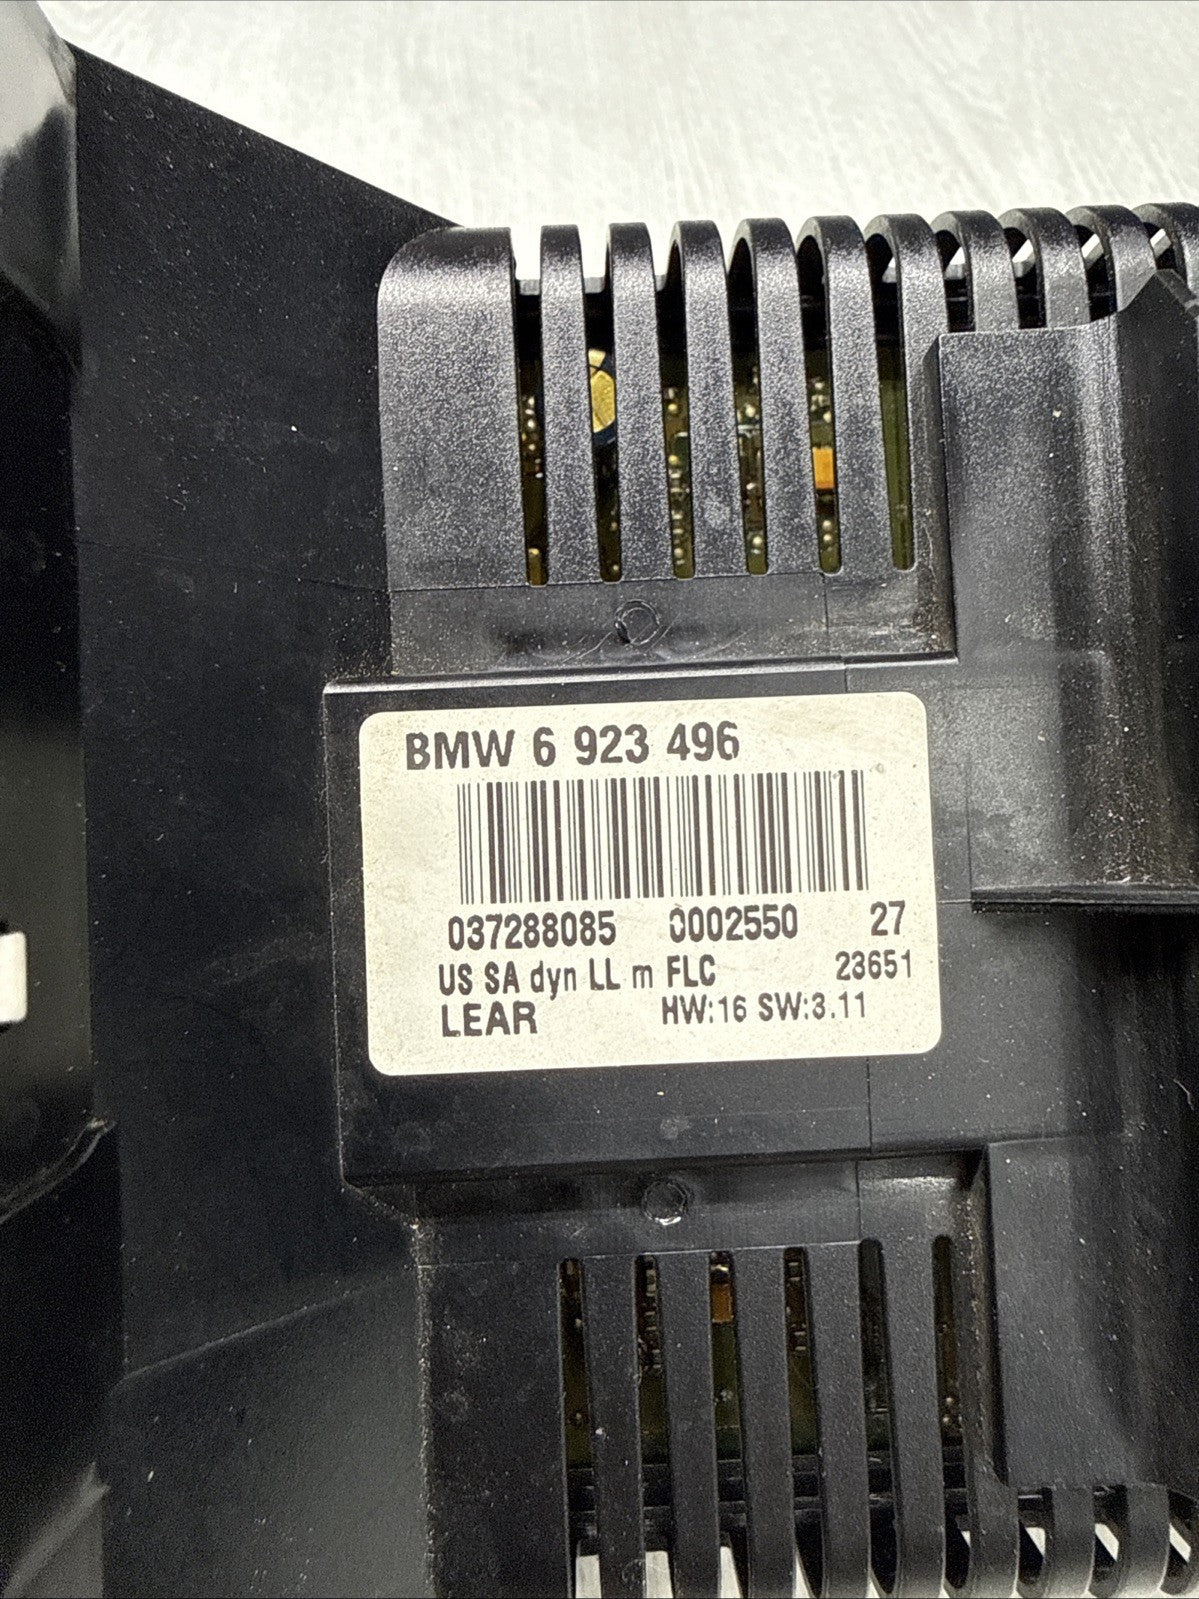 BMW 6 923 496
037288085 0002550 27
US SA dyn LL m FLC 23651
LEAR HW:16 SW:3.11